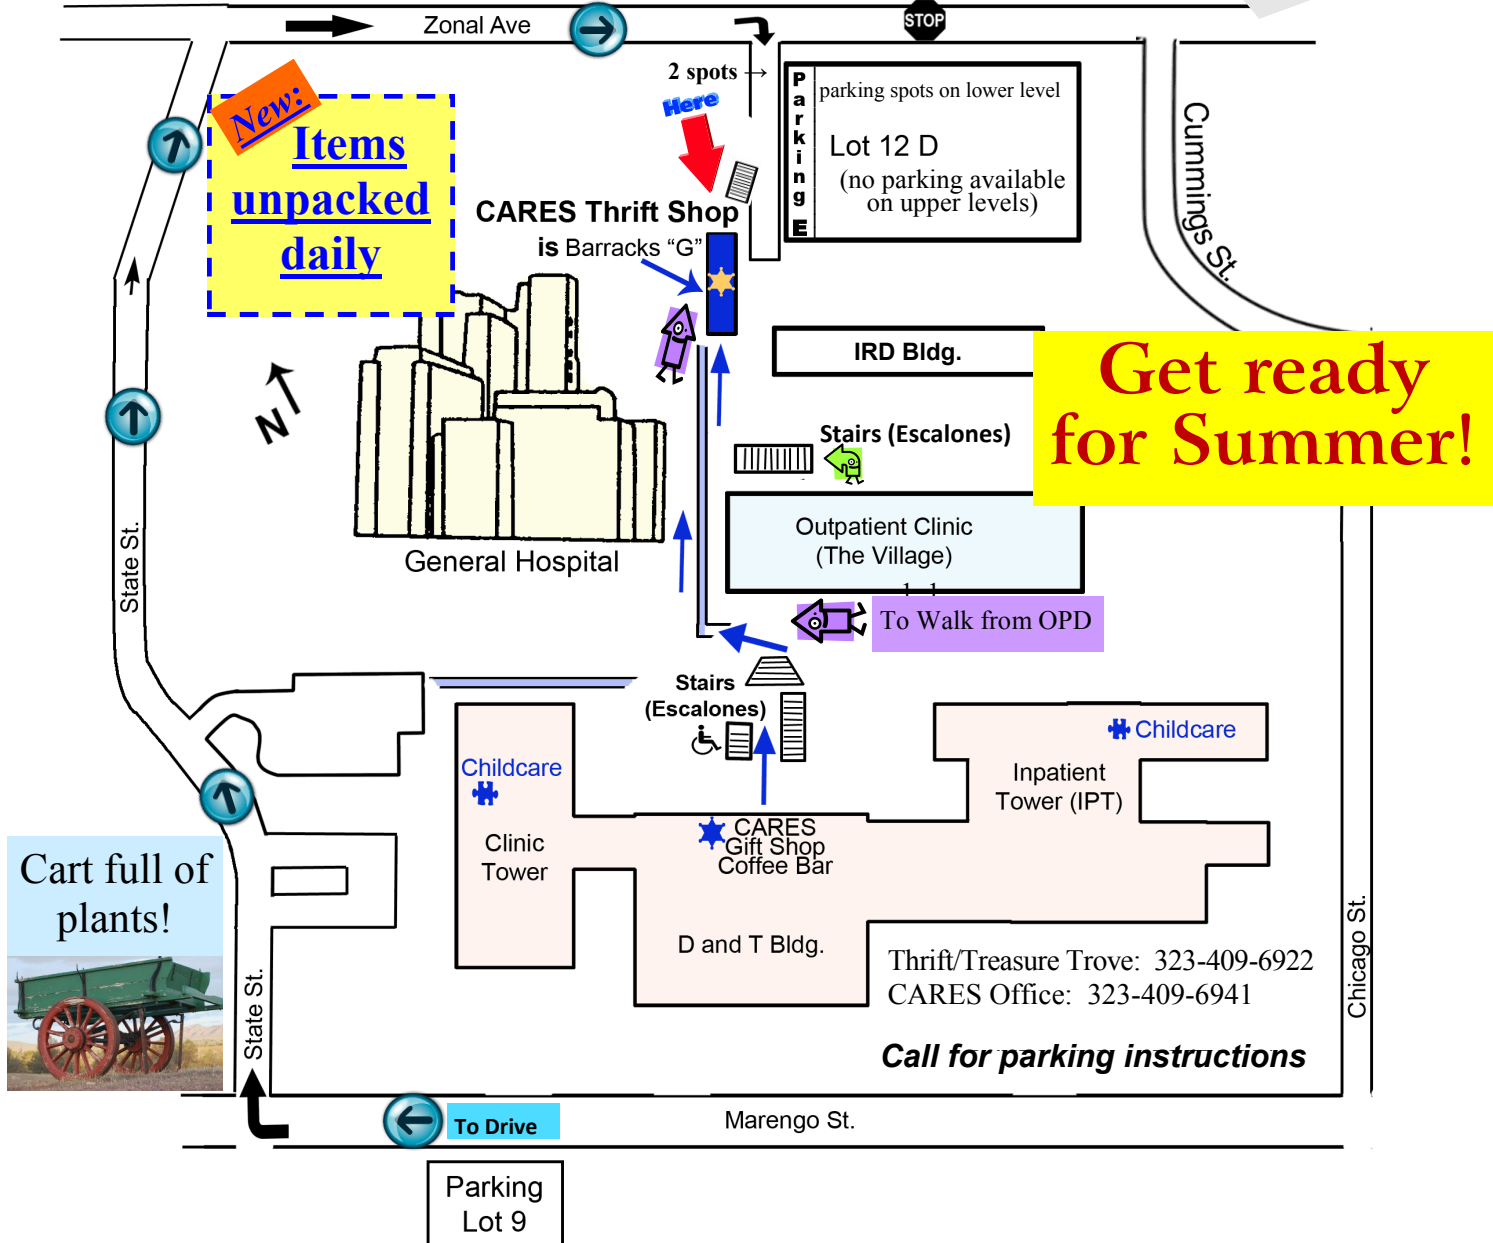 Zonal Ave
STOP
2 spots →
Here
Parking E
parking spots on lower level
Lot 12 D
(no parking available
on upper levels)
Cummings St.
New:
Items
unpacked
daily
CARES Thrift Shop
is Barracks “G”
IRD Bldg.
N
Get ready
for Summer!
Stairs (Escalones)
General Hospital
Outpatient Clinic
(The Village)
State St.
To Walk from OPD
Stairs
(Escalones)
Childcare
Clinic
Tower
CARES
Gift Shop
Coffee Bar
D and T Bldg.
Childcare
Inpatient
Tower (IPT)
Cart full of
plants!
State St.
Chicago St.
Thrift/Treasure Trove: 323-409-6922
CARES Office: 323-409-6941
Call for parking instructions
To Drive
Marengo St.
Parking
Lot 9